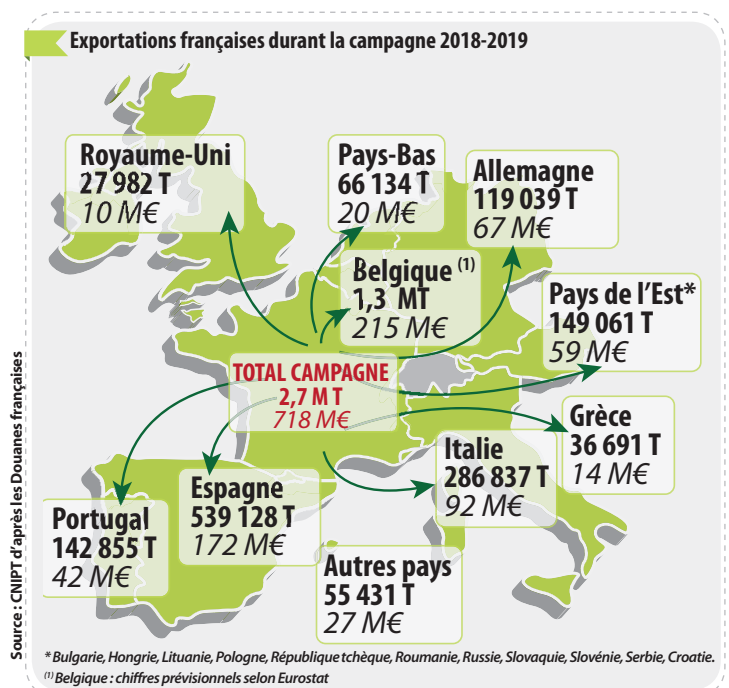 Exportations françaises durant la campagne 2018-2019
Royaume-Uni
27 982 T
10 M€
Pays-Bas
66 134 T
20 M€
Allemagne
119 039 T
67 M€
Belgique (1)
1,3 MT
215 M€
Pays de l'Est*
149 061 T
59 M€
TOTAL CAMPAGNE
2,7 M T
718 M€
Grèce
36 691 T
14 M€
Italie
286 837 T
92 M€
Espagne
539 128 T
172 M€
Portugal
142 855 T
42 M€
Autres pays
55 431 T
27 M€
Source : CNIPT d'après les Douanes françaises
* Bulgarie, Hongrie, Lituanie, Pologne, République tchèque, Roumanie, Russie, Slovaquie, Slovénie, Serbie, Croatie.
(1) Belgique : chiffres prévisionnels selon Eurostat